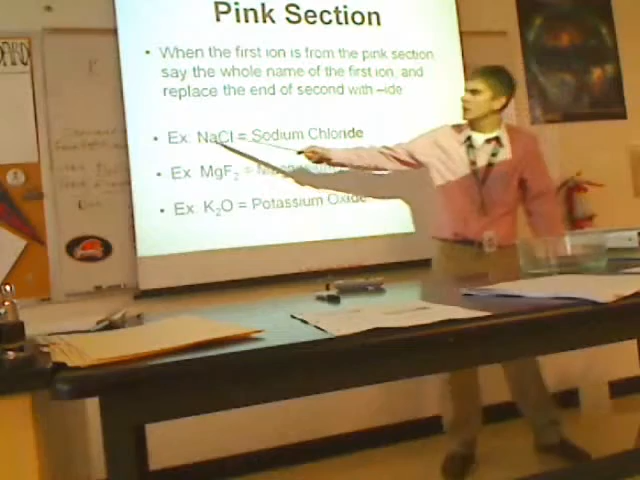 Pink Section
• When the first ion is from the pink section,
say the whole name of the first ion, and
replace the end of second with –ide
• Ex: NaCl = Sodium Chloride
• Ex: MgF₂ =
• Ex: K₂O = Potassium Oxide